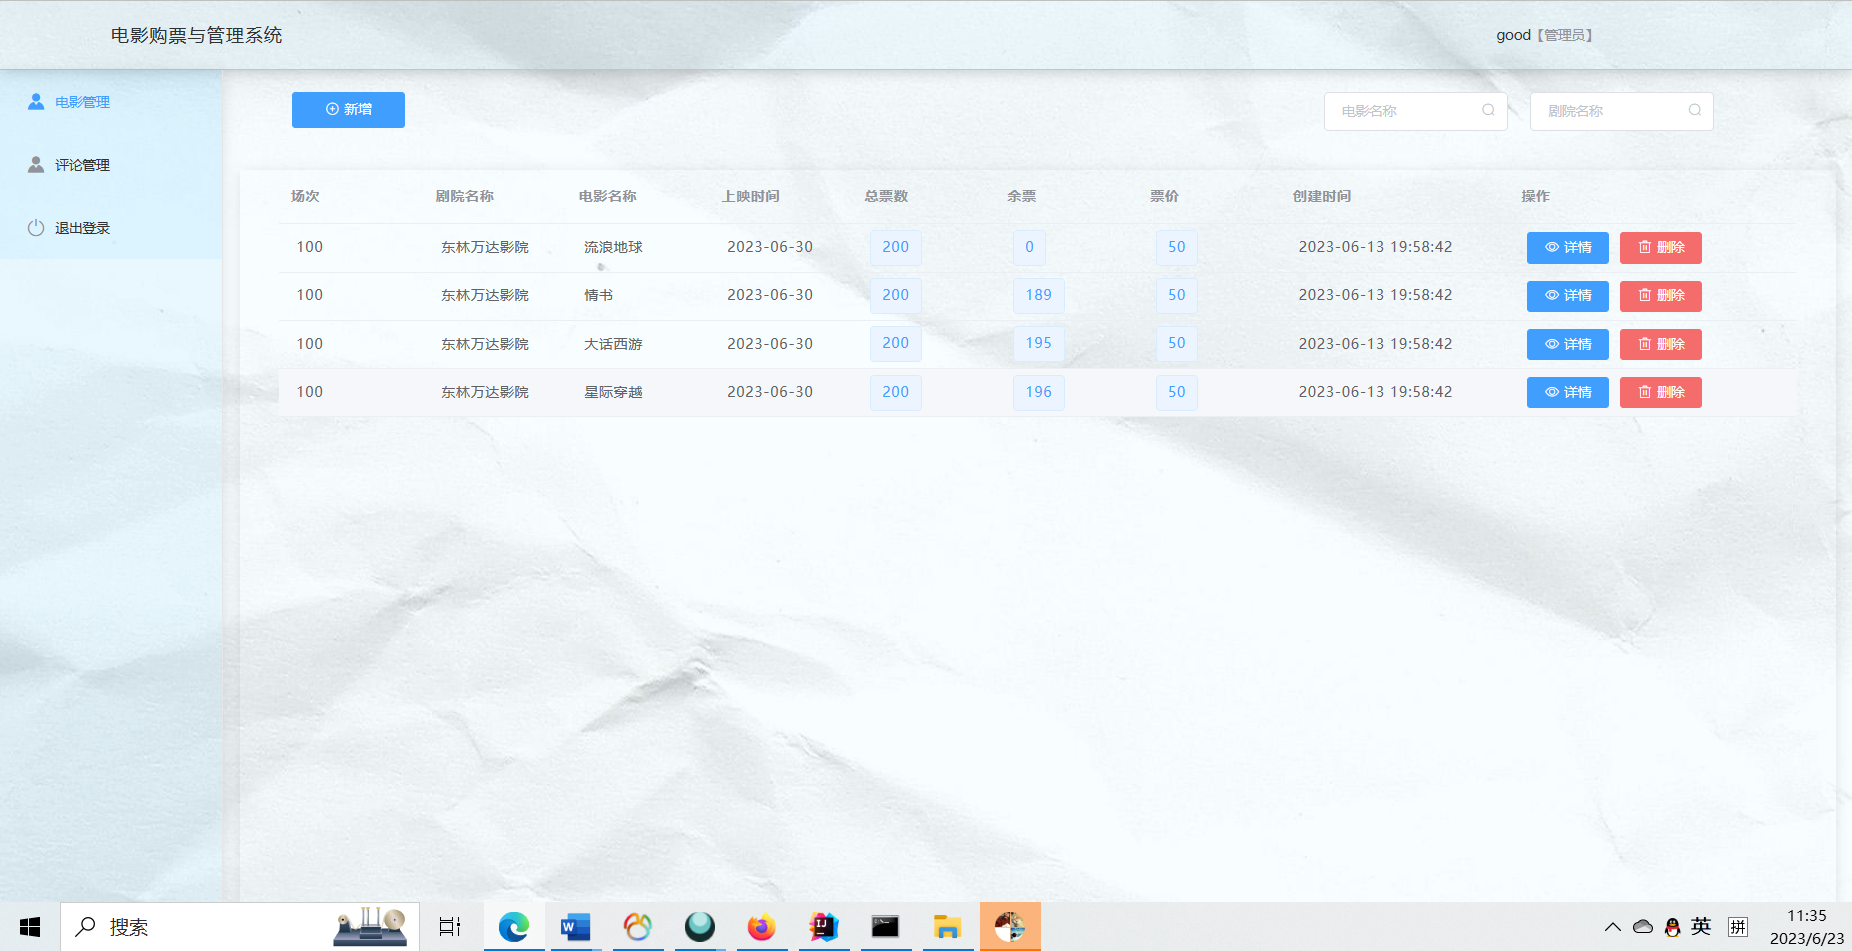 电影购票与管理系统
good【管理员】
电影管理
评论管理
退出登录
新增
电影名称
剧院名称
场次 剧院名称 电影名称 上映时间 总票数 余票 票价 创建时间 操作
100 东林万达影院 流浪地球 2023-06-30 200 0 50 2023-06-13 19:58:42 详情 删除
100 东林万达影院 情书 2023-06-30 200 189 50 2023-06-13 19:58:42 详情 删除
100 东林万达影院 大话西游 2023-06-30 200 195 50 2023-06-13 19:58:42 详情 删除
100 东林万达影院 星际穿越 2023-06-30 200 196 50 2023-06-13 19:58:42 详情 删除
搜索
W
IJ
英
拼
11:35
2023/6/23